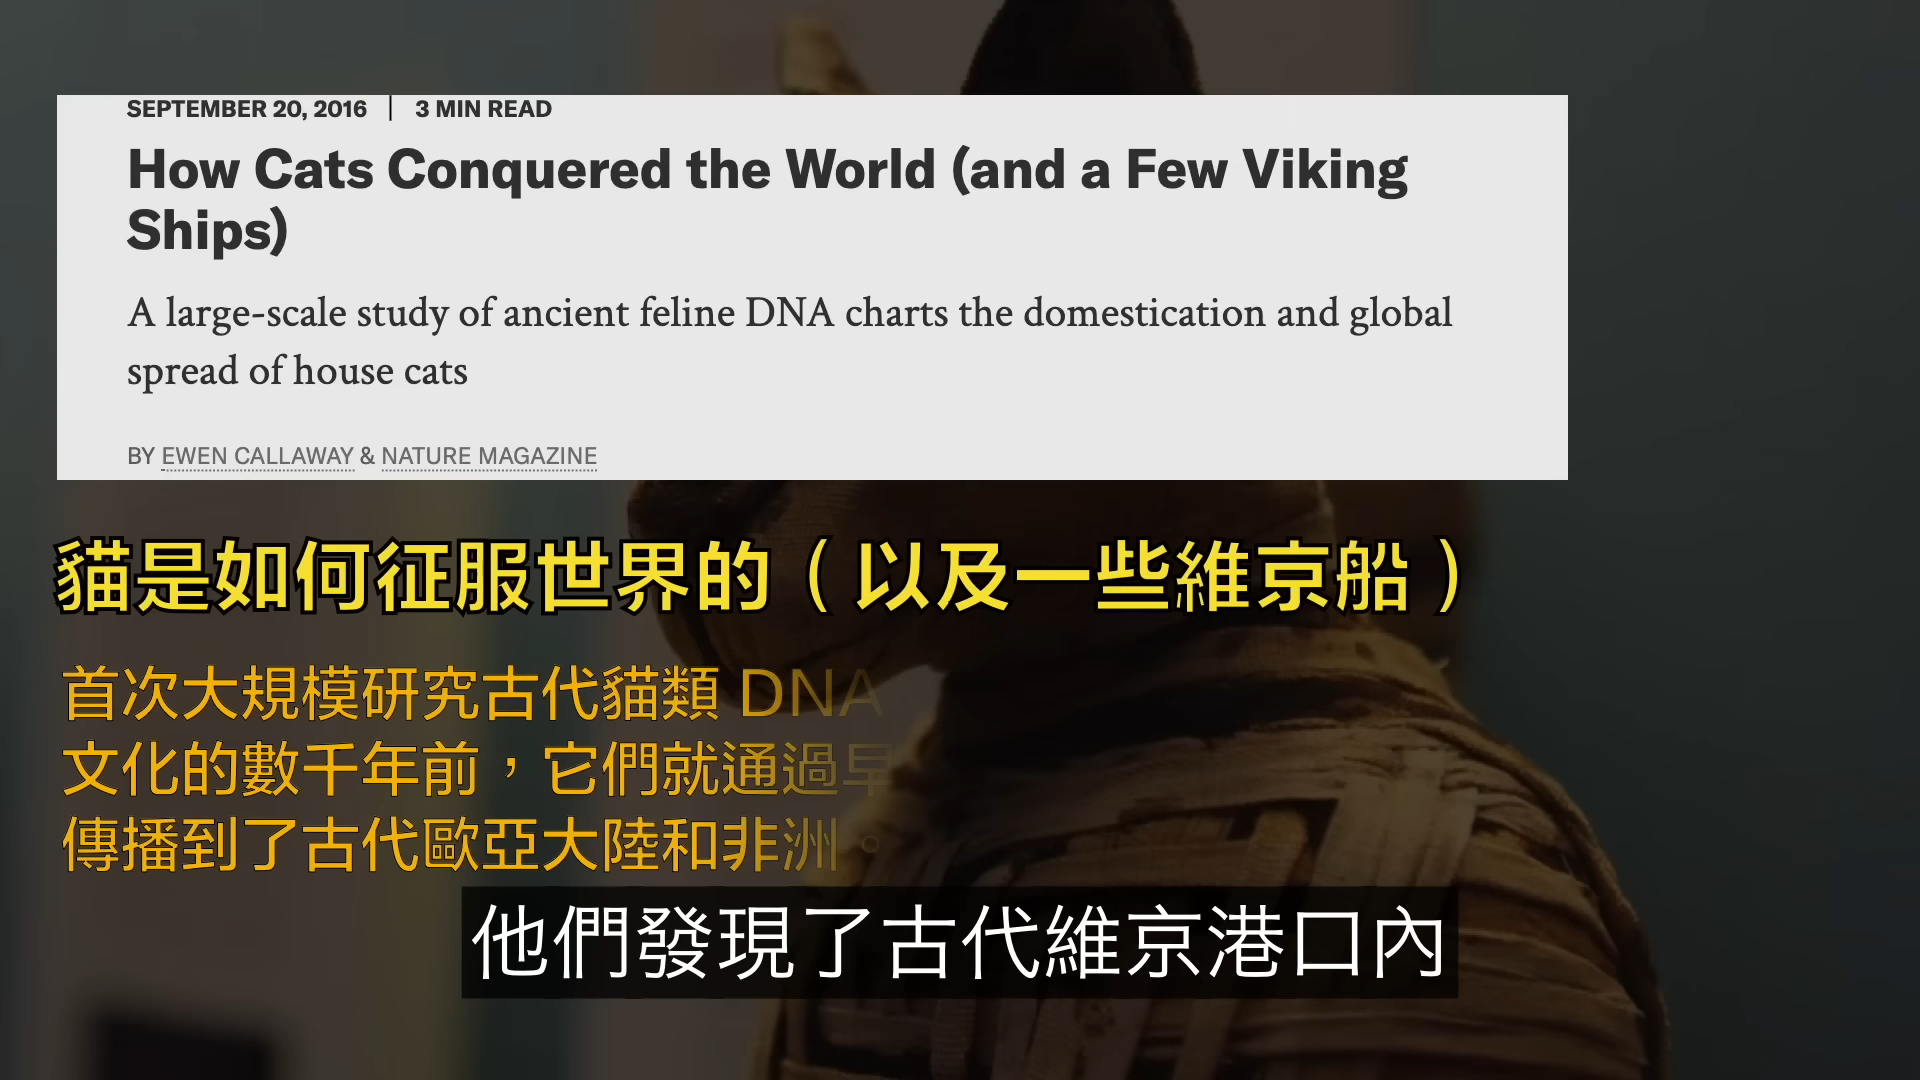 SEPTEMBER 20, 2016 | 3 MIN READ
How Cats Conquered the World (and a Few Viking
Ships)
A large-scale study of ancient feline DNA charts the domestication and global
spread of house cats
BY EWEN CALLAWAY & NATURE MAGAZINE
貓是如何征服世界的（以及一些維京船）
首次大規模研究古代貓類 DNA
文化的數千年前，它們就通過早
傳播到了古代歐亞大陸和非洲。
他們發現了古代維京港口內